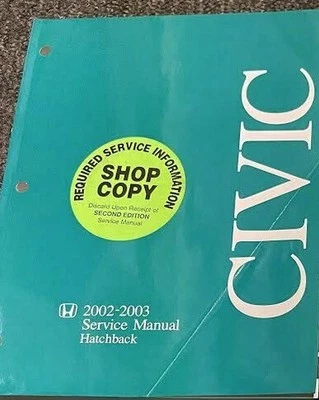 CIVIC
REQUIRED SERVICE INFORMATION
SHOP
COPY
Discard Upon Receipt of
SECOND EDITION
Service Manual
2002-2003
Service Manual
Hatchback